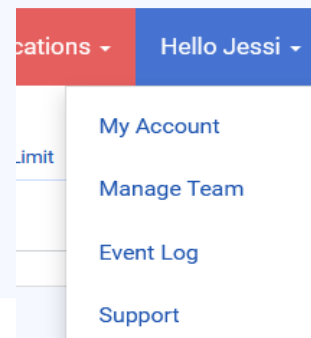 cations Hello Jessi
My Account
Limit
Manage Team
Event Log
Support